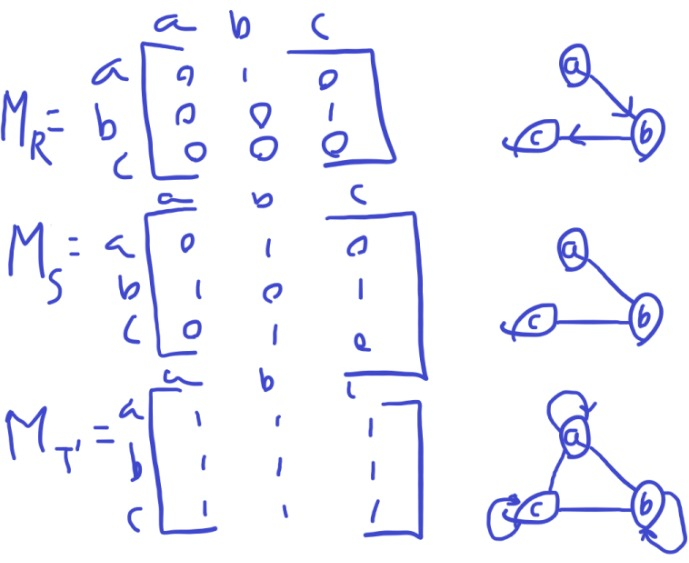 a b c
M_R = a [ 0 1 0 ]
b [ 0 0 1 ]
c [ 0 0 0 ]
a
b
c
a b c
M_S = a [ 0 1 0 ]
b [ 1 0 1 ]
c [ 0 1 0 ]
a
b
c
a b c
M_T' = a [ 1 1 1 ]
b [ 1 1 1 ]
c [ 1 1 1 ]
a
b
c